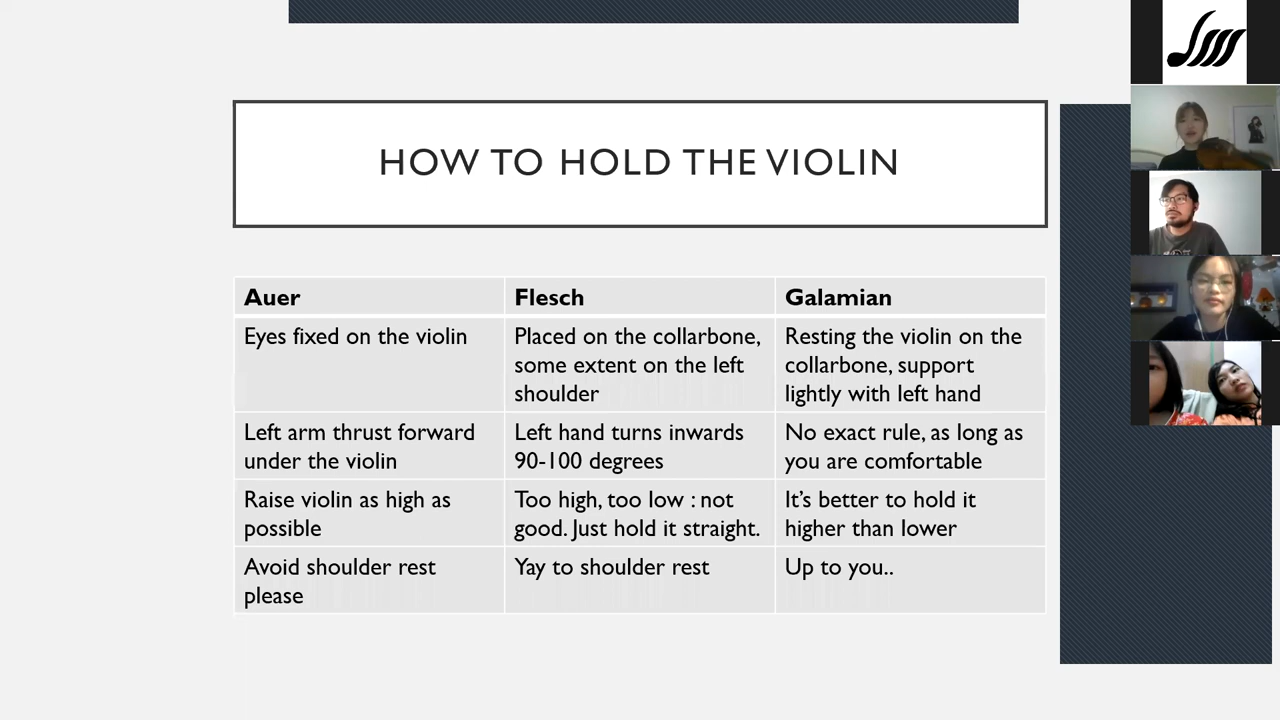 HOW TO HOLD THE VIOLIN
Auer
Flesch
Galamian
Eyes fixed on the violin
Placed on the collarbone,
some extent on the left
shoulder
Resting the violin on the
collarbone, support
lightly with left hand
Left arm thrust forward
under the violin
Left hand turns inwards
90-100 degrees
No exact rule, as long as
you are comfortable
Raise violin as high as
possible
Too high, too low : not
good. Just hold it straight.
It’s better to hold it
higher than lower
Avoid shoulder rest
please
Yay to shoulder rest
Up to you..